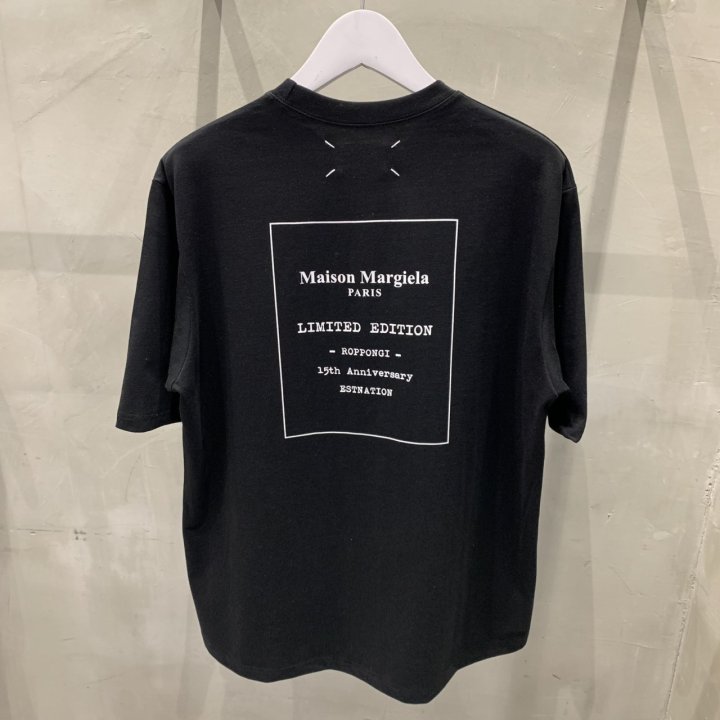 Maison Margiela
PARIS
LIMITED EDITION
- ROPPONGI -
15th Anniversary
ESTNATION